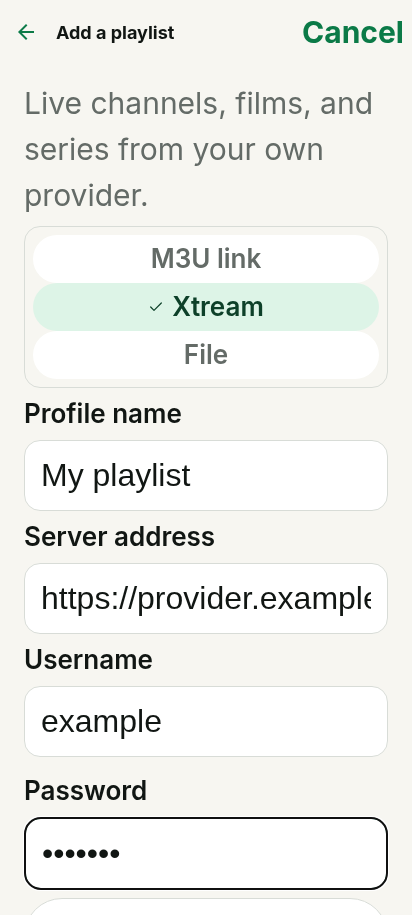 Add a playlist
Cancel
Live channels, films, and
series from your own
provider.
M3U link
Xtream
File
Profile name
My playlist
Server address
https://provider.example
Username
example
Password
•••••••